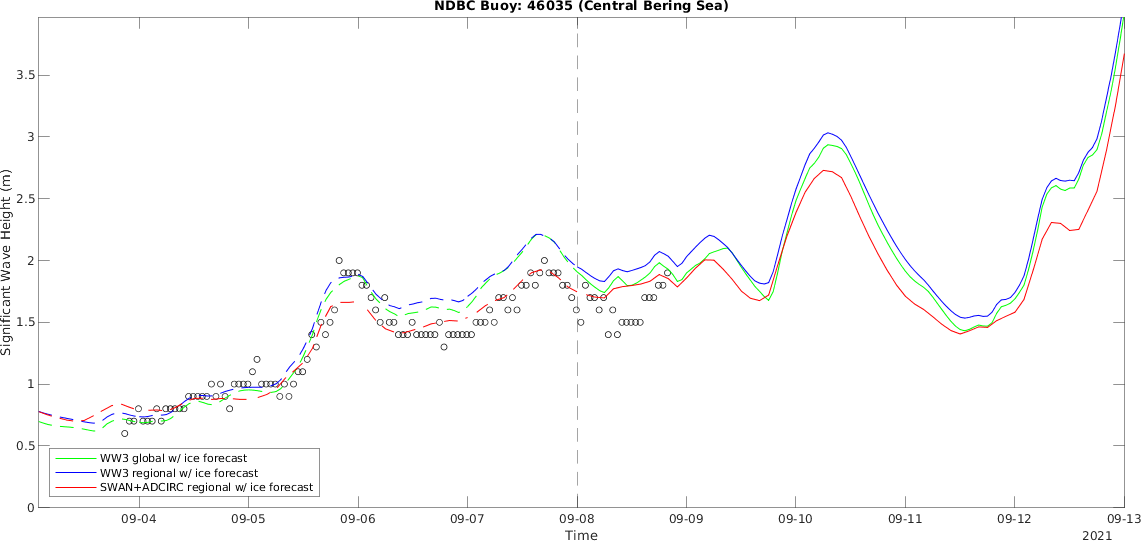 NDBC Buoy: 46035 (Central Bering Sea)
Significant Wave Height (m)
3.5
3
2.5
2
1.5
1
0.5
0
WW3 global w/ ice forecast
WW3 regional w/ ice forecast
SWAN+ADCIRC regional w/ ice forecast
09-04 09-05 09-06 09-07 09-08 09-09 09-10 09-11 09-12 09-13
Time
2021